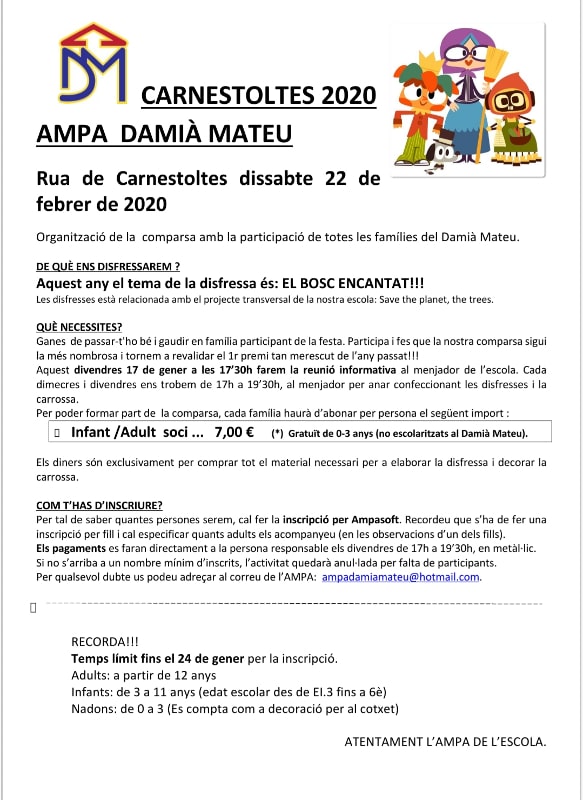 CARNESTOLTES 2020
AMPA DAMIÀ MATEU
Rua de Carnestoltes dissabte 22 de
febrer de 2020
Organització de la comparsa amb la participació de totes les famílies del Damià Mateu.
DE QUÈ ENS DISFRESSAREM ?
Aquest any el tema de la disfressa és: EL BOSC ENCANTAT!!!
Les disfresses està relacionada amb el projecte transversal de la nostra escola: Save the planet, the trees.
QUÈ NECESSITES?
Ganes de passar-t'ho bé i gaudir en família participant de la festa. Participa i fes que la nostra comparsa sigui
la més nombrosa i tornem a revalidar el 1r premi tan merescut de l'any passat!!!
Aquest divendres 17 de gener a les 17'30h farem la reunió informativa al menjador de l'escola. Cada
dimecres i divendres ens trobem de 17h a 19'30h, al menjador per anar confeccionant les disfresses i la
carrossa.
Per poder formar part de la comparsa, cada família haurà d'abonar per persona el següent import :
Infant /Adult soci ... 7,00 € (*) Gratuït de 0-3 anys (no escolaritzats al Damià Mateu).
Els diners són exclusivament per comprar tot el material necessari per a elaborar la disfressa i decorar la
carrossa.
COM T'HAS D'INSCRIURE?
Per tal de saber quantes persones serem, cal fer la inscripció per Ampasoft. Recordeu que s'ha de fer una
inscripció per fill i cal especificar quants adults els acompanyeu (en les observacions d'un dels fills).
Els pagaments es faran directament a la persona responsable els divendres de 17h a 19'30h, en metàl·lic.
Si no s'arriba a un nombre mínim d'inscrits, l'activitat quedarà anul·lada per falta de participants.
Per qualsevol dubte us podeu adreçar al correu de l'AMPA: ampadamiamateu@hotmail.com.
RECORDA!!!
Temps límit fins el 24 de gener per la inscripció.
Adults: a partir de 12 anys
Infants: de 3 a 11 anys (edat escolar des de EI.3 fins a 6è)
Nadons: de 0 a 3 (Es compta com a decoració per al cotxet)
ATENTAMENT L'AMPA DE L'ESCOLA.